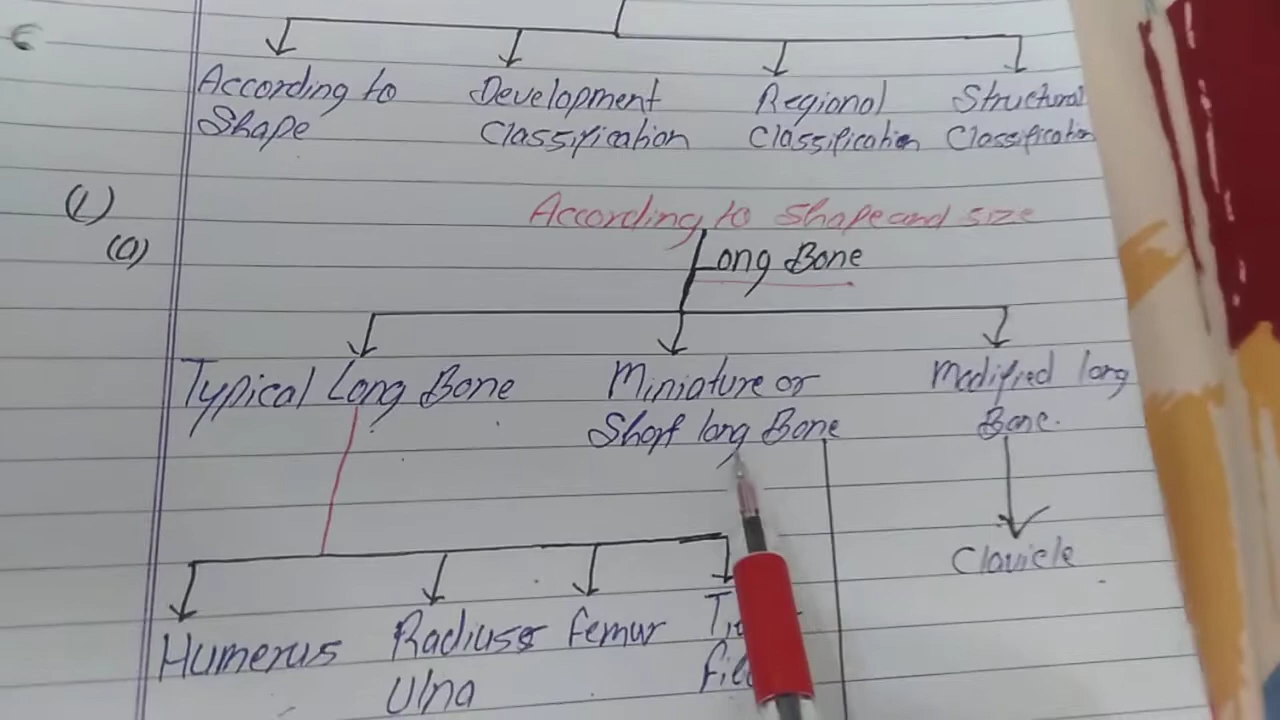 According to
Shape
Development
Classification
Regional
Classification
Structural
Classification
(1)
According to Shape and size
(a)
Long Bone
Typical Long Bone
Miniature or
Short long Bone
Modified long
Bone.
Clavicle
Humerus
Radius &
Ulna
Femur